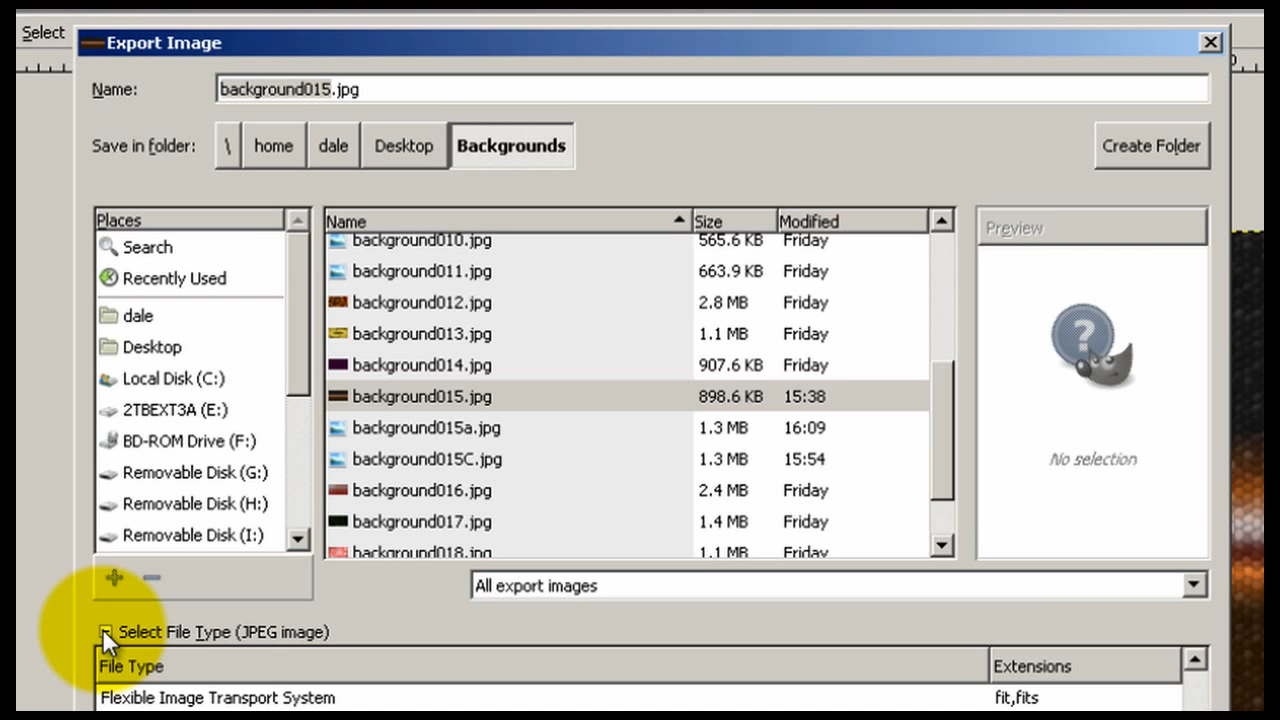 Select
Export Image
Name: background015.jpg
Save in folder: \ home dale Desktop Backgrounds Create Folder
Places Name Size Modified Preview
Search background010.jpg 565.6 KB Friday
Recently Used background011.jpg 663.9 KB Friday
dale background012.jpg 2.8 MB Friday
Desktop background013.jpg 1.1 MB Friday
Local Disk (C:) background014.jpg 907.6 KB Friday
2TBEXT3A (E:) background015.jpg 898.6 KB 15:38
BD-ROM Drive (F:) background015a.jpg 1.3 MB 16:09
Removable Disk (G:) background015C.jpg 1.3 MB 15:54
Removable Disk (H:) background016.jpg 2.4 MB Friday
Removable Disk (I:) background017.jpg 1.4 MB Friday
background018.jpg 1.1 MB Friday
No selection
All export images
Select File Type (JPEG image)
File Type Extensions
Flexible Image Transport System fit,fits